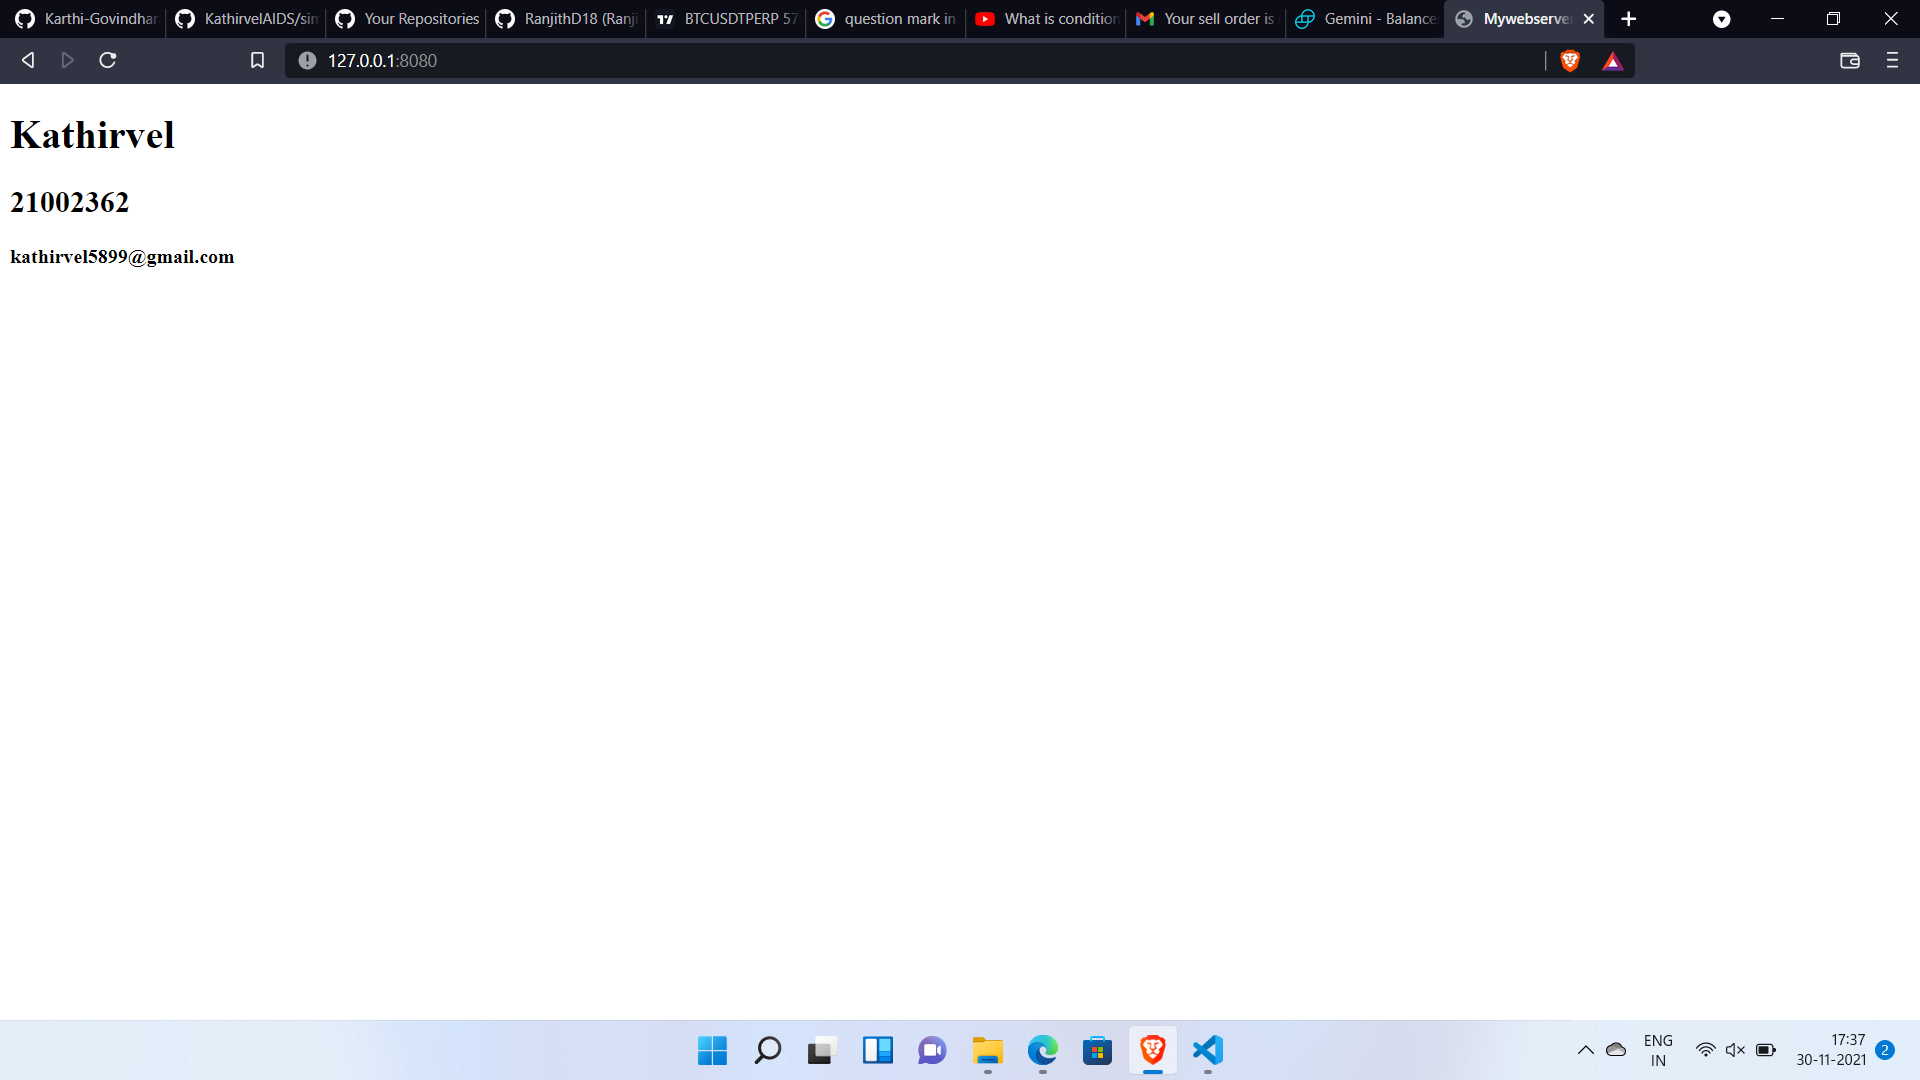 Karthi-Govindhar
KathirvelAIDS/sim
Your Repositories
RanjithD18 (Ranji
BTCUSDTPERP 57
question mark in
What is condition
Your sell order is
Gemini - Balance
Mywebserver
127.0.0.1:8080
Kathirvel
21002362
kathirvel5899@gmail.com
ENG
IN
17:37
30-11-2021
2